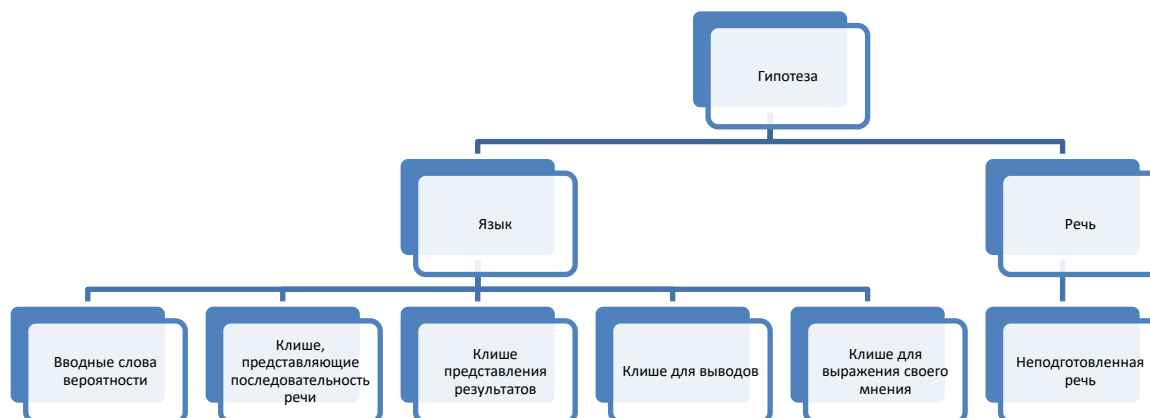 Гипотеза
Язык
Речь
Вводные слова
вероятности
Клише,
представляющие
последовательность
речи
Клише
представления
результатов
Клише для выводов
Клише для
выражения своего
мнения
Неподготовленная
речь